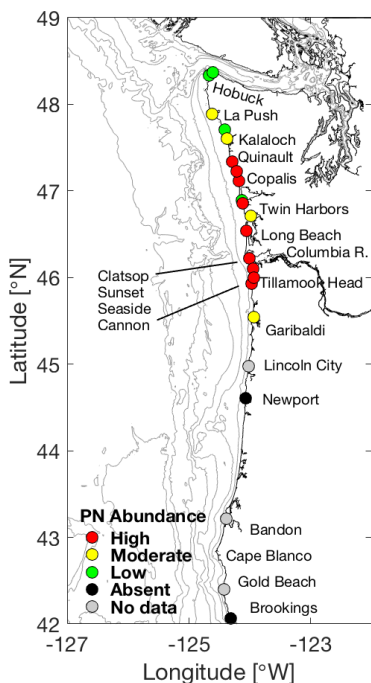 49
48
47
46
45
44
43
42
Latitude [°N]
Hobuck
La Push
Kalaloch
Quinault
Copalis
Twin Harbors
Long Beach
Columbia R.
Clatsop
Sunset
Seaside
Cannon
Tillamook Head
Garibaldi
Lincoln City
Newport
Bandon
Cape Blanco
Gold Beach
Brookings
PN Abundance
High
Moderate
Low
Absent
No data
-127 -125 -123
Longitude [°W]